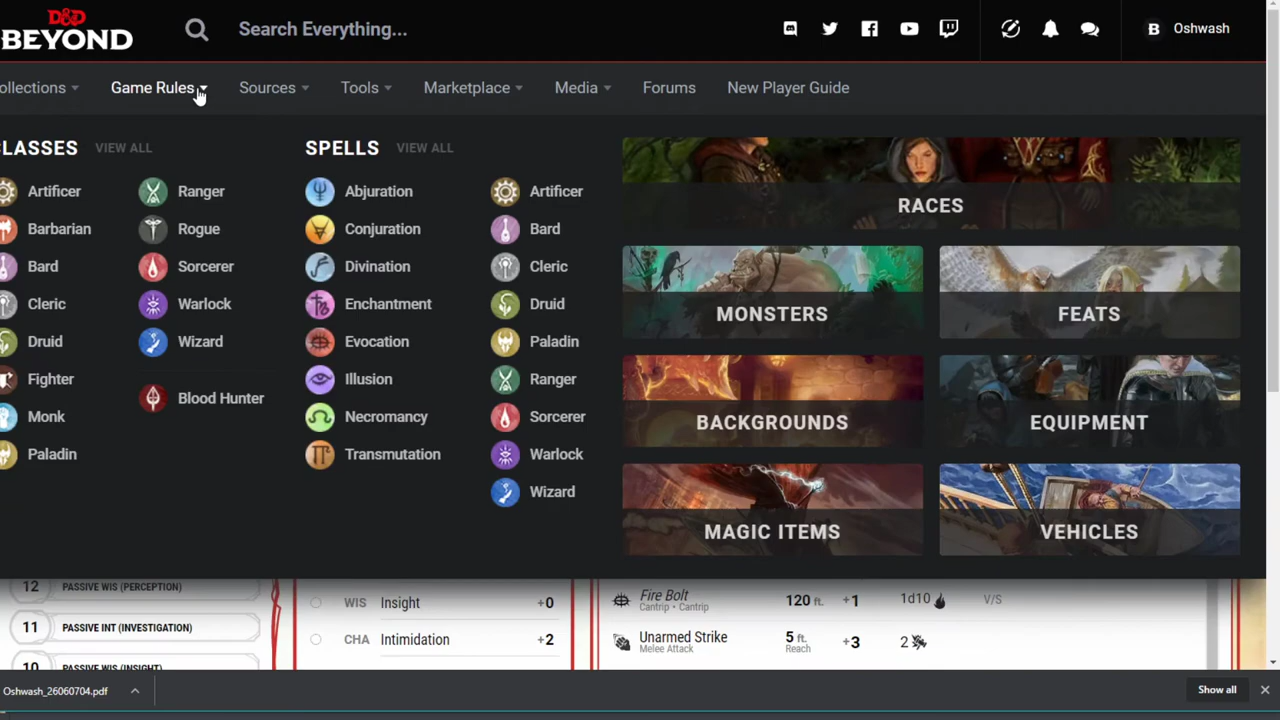 D&D
BEYOND
Search Everything...
Oshwash
ollections
Game Rules
Sources
Tools
Marketplace
Media
Forums
New Player Guide
LASSES VIEW ALL
Artificer
Barbarian
Bard
Cleric
Druid
Fighter
Monk
Paladin
Ranger
Rogue
Sorcerer
Warlock
Wizard
Blood Hunter
SPELLS VIEW ALL
Abjuration
Conjuration
Divination
Enchantment
Evocation
Illusion
Necromancy
Transmutation
Artificer
Bard
Cleric
Druid
Paladin
Ranger
Sorcerer
Warlock
Wizard
RACES
MONSTERS
FEATS
BACKGROUNDS
EQUIPMENT
MAGIC ITEMS
VEHICLES
12 PASSIVE WIS (PERCEPTION)
11 PASSIVE INT (INVESTIGATION)
10 PASSIVE WIS (INSIGHT)
WIS Insight +0
CHA Intimidation +2
Fire Bolt 120 ft. +1 1d10 V/S
Cantrip • Cantrip
Unarmed Strike 5 ft. +3 2
Melee Attack Reach
Oshwash_26060704.pdf
Show all